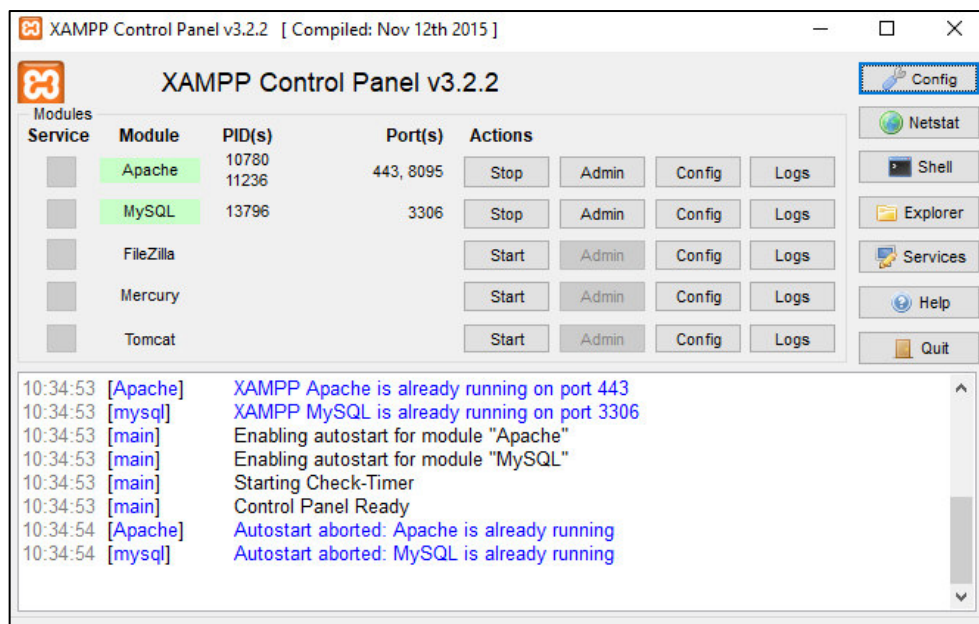 XAMPP Control Panel v3.2.2 [ Compiled: Nov 12th 2015 ]
XAMPP Control Panel v3.2.2
Config
Netstat
Shell
Explorer
Services
Help
Quit
Modules
Service Module PID(s) Port(s) Actions
Apache 10780 11236 443, 8095 Stop Admin Config Logs
MySQL 13796 3306 Stop Admin Config Logs
FileZilla Start Admin Config Logs
Mercury Start Admin Config Logs
Tomcat Start Admin Config Logs
10:34:53 [Apache] XAMPP Apache is already running on port 443
10:34:53 [mysql] XAMPP MySQL is already running on port 3306
10:34:53 [main] Enabling autostart for module "Apache"
10:34:53 [main] Enabling autostart for module "MySQL"
10:34:53 [main] Starting Check-Timer
10:34:53 [main] Control Panel Ready
10:34:54 [Apache] Autostart aborted: Apache is already running
10:34:54 [mysql] Autostart aborted: MySQL is already running